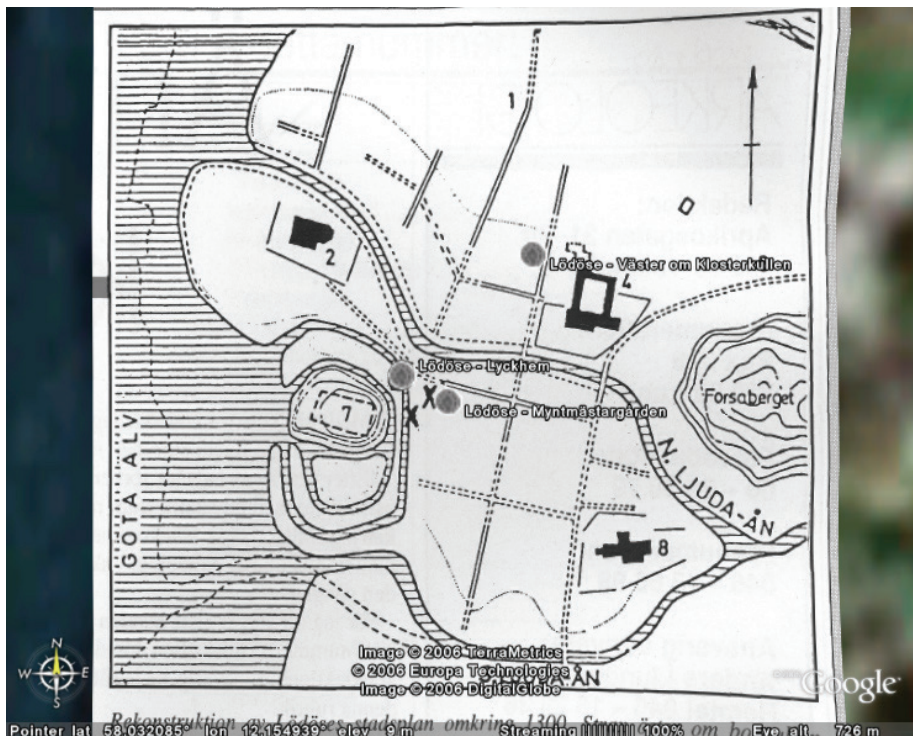 1
2
Lödöse - Väster om Klosterkullen
4
Lödöse - Lyckhem
Forsaberget
Lödöse - Myntmästargården
7
X
X
N. LJUDA-ÅN
GÖTA ÄLV
8
N
W E
S
Image © 2006 TerraMetrics
© 2006 Europa Technologies
Image © 2006 DigitalGlobe
Google
Rekonstruktion av Lödöses stadsplan omkring 1300.
Pointer lat 58.032085° lon 12.154939° elev 9 m Streaming 100% Eye alt 726 m